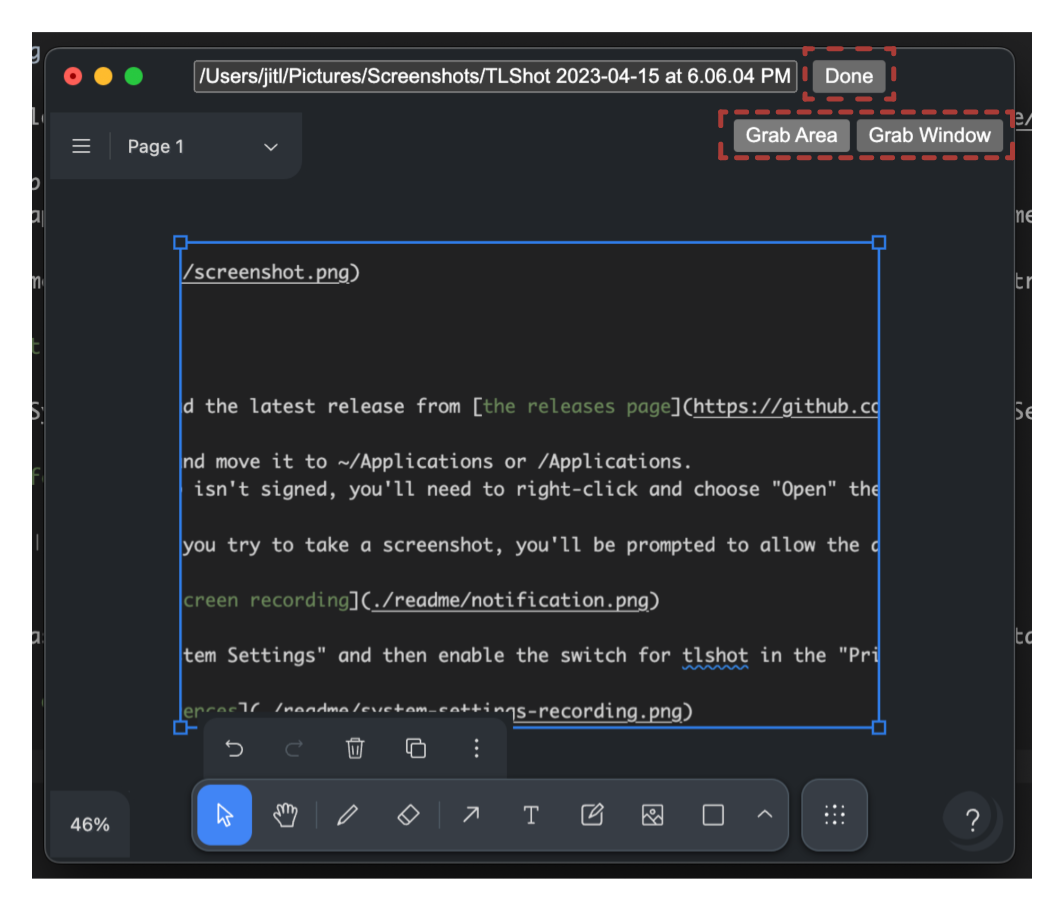 /Users/jitl/Pictures/Screenshots/TLShot 2023-04-15 at 6.06.04 PM
Done
Page 1
Grab Area
Grab Window
/screenshot.png)
d the latest release from [the releases page](https://github.co
nd move it to ~/Applications or /Applications.
isn't signed, you'll need to right-click and choose "Open" the
you try to take a screenshot, you'll be prompted to allow the a
creen recording](./readme/notification.png)
tem Settings" and then enable the switch for tlshot in the "Pri
ences](./readme/system-settings-recording.png)
T
46%
?